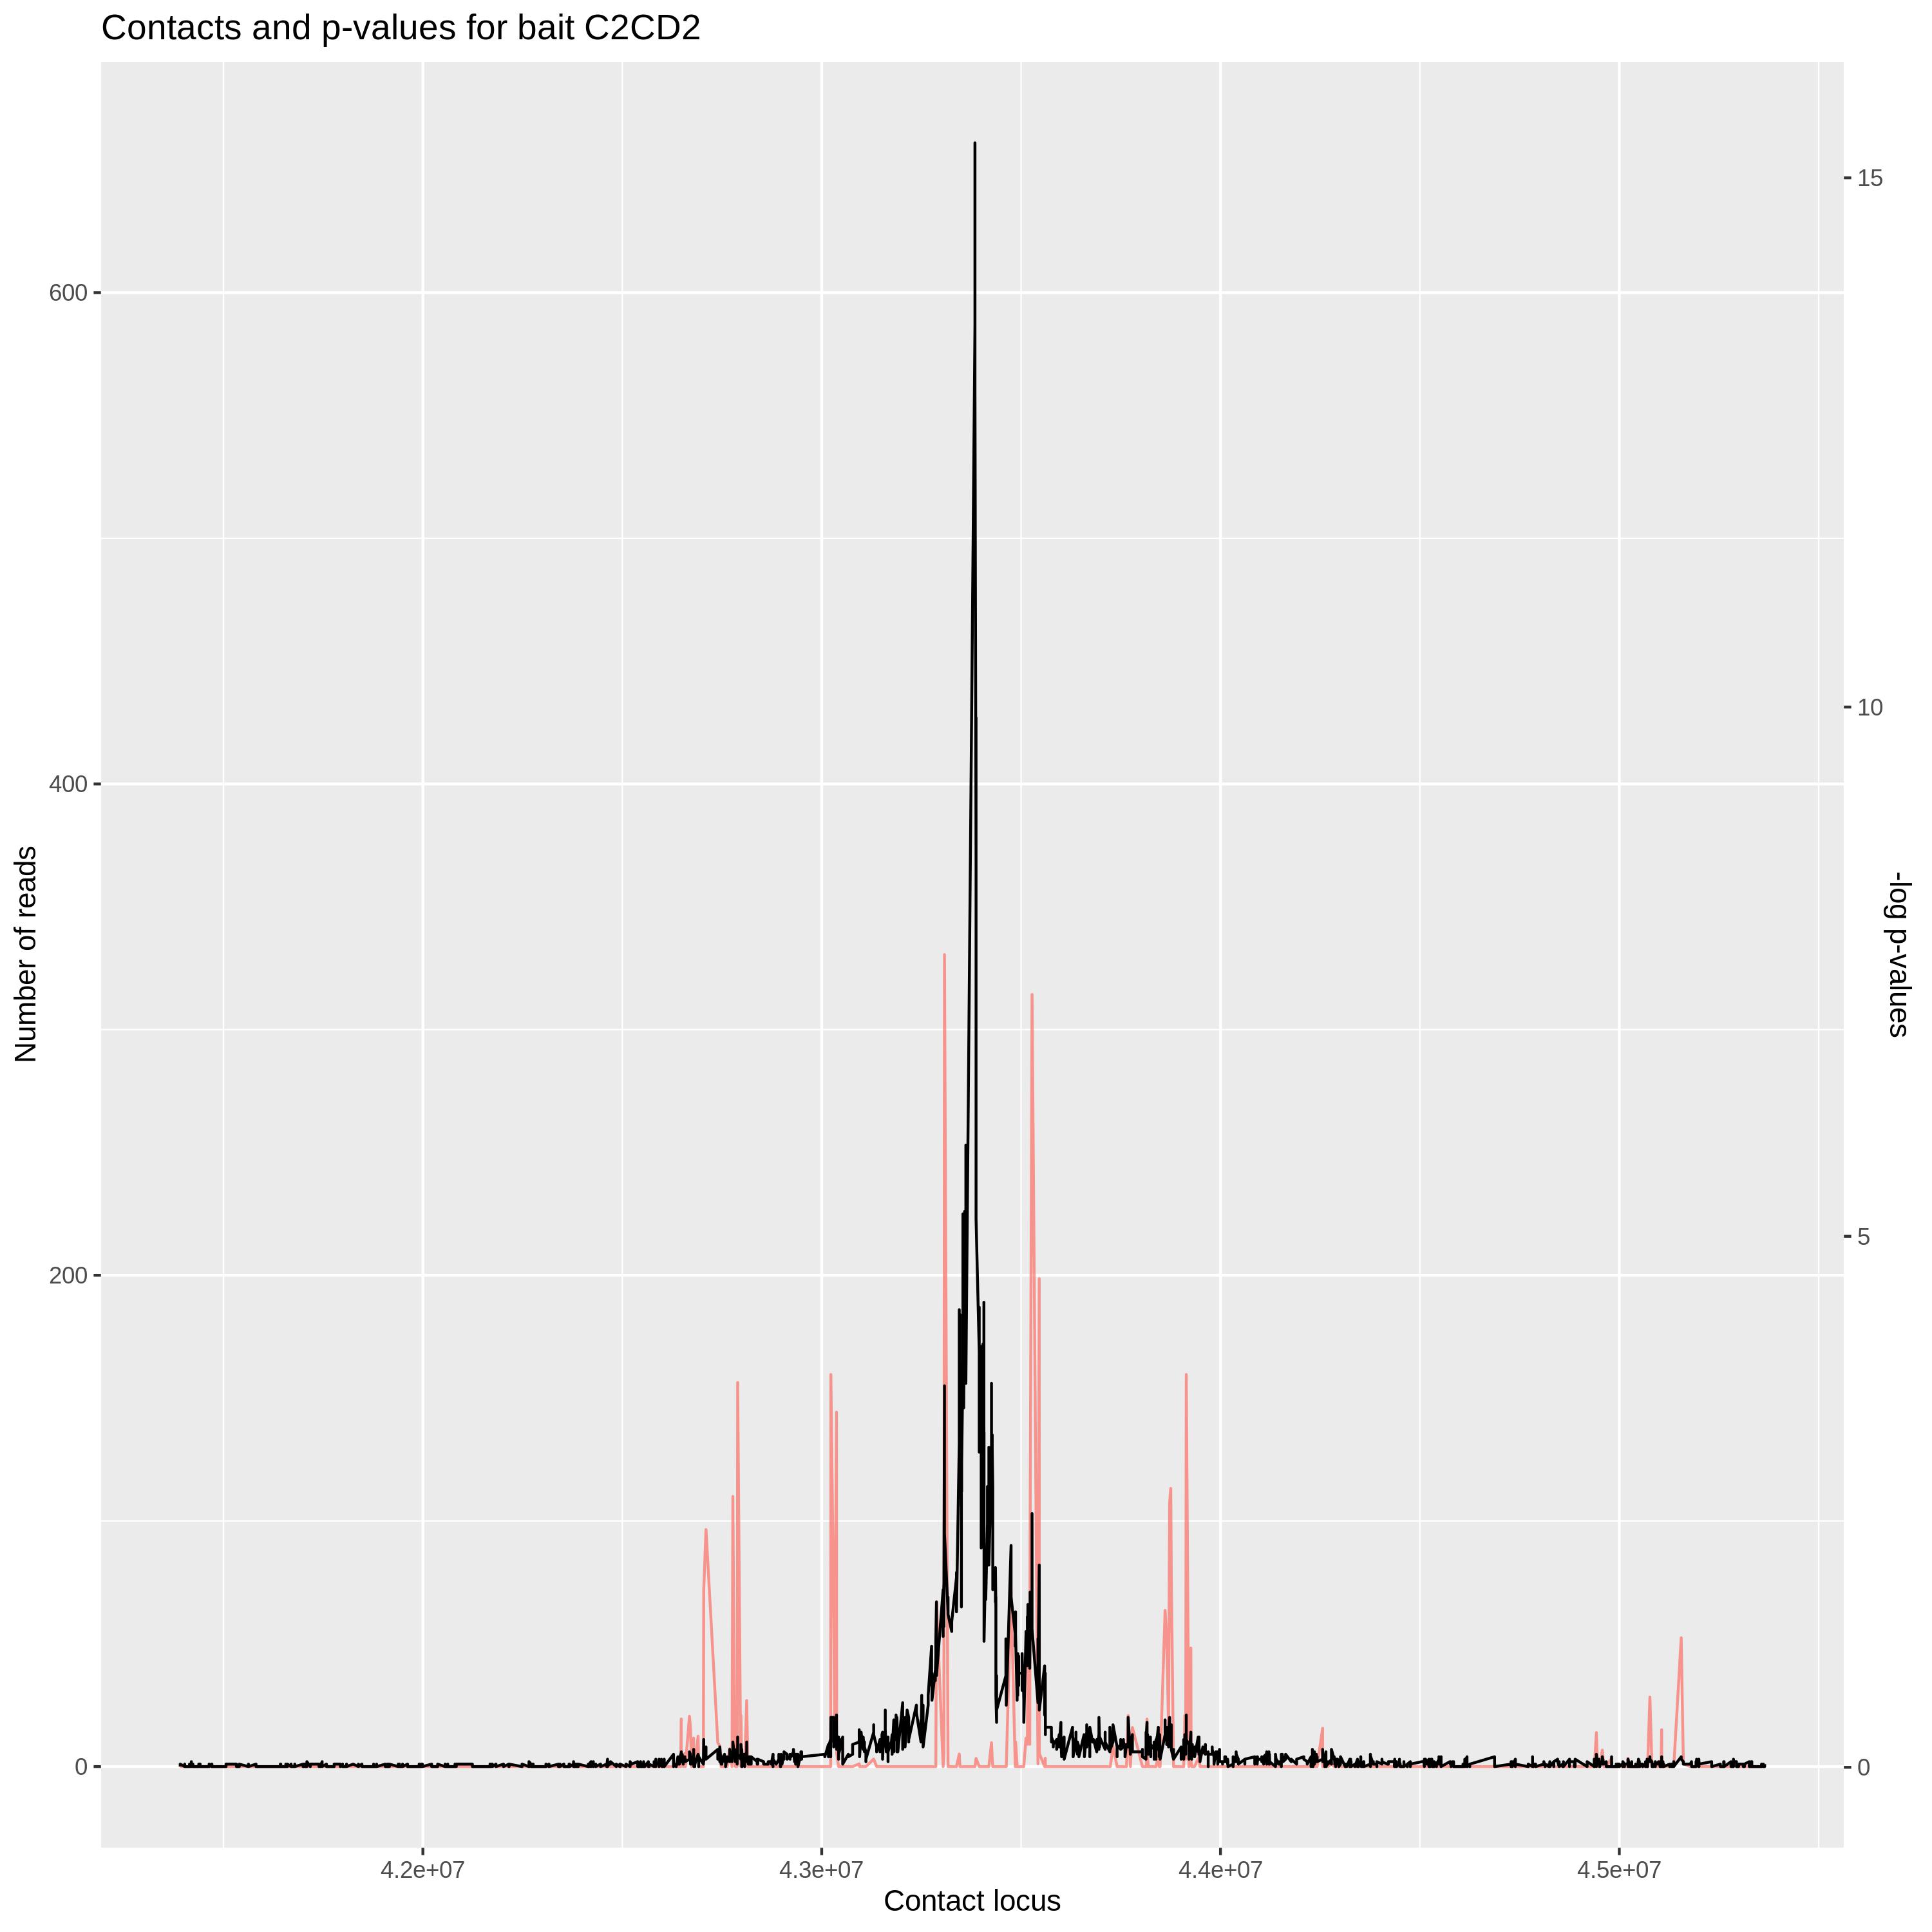 Contacts and p-values for bait C2CD2
Number of reads
600
400
200
0
15
10
5
0
-log p-values
4.2e+07
4.3e+07
4.4e+07
4.5e+07
Contact locus